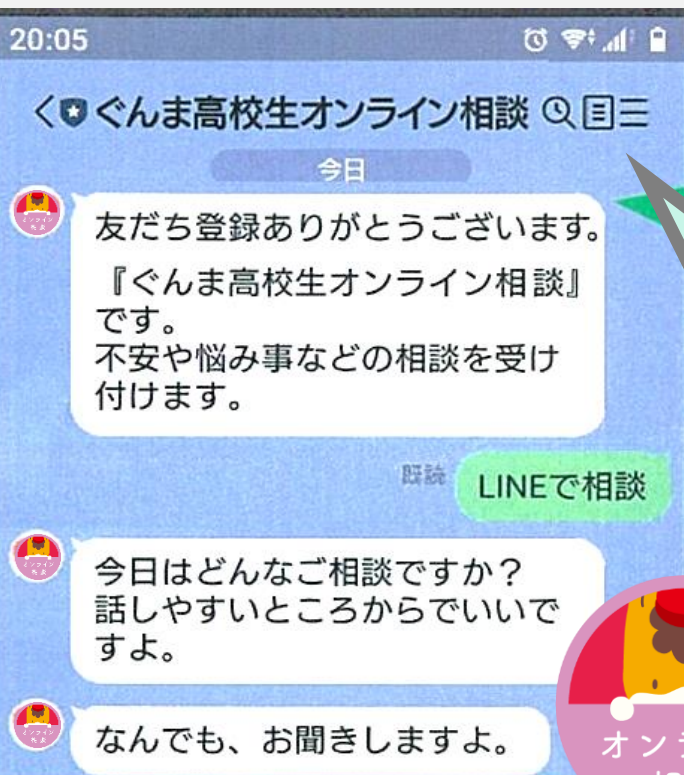 20:05
ぐんま高校生オンライン相談
今日
友だち登録ありがとうございます。
『ぐんま高校生オンライン相談』
です。
不安や悩み事などの相談を受け
付けます。
既読
LINEで相談
今日はどんなご相談ですか?
話しやすいところからでいいで
すよ。
なんでも、お聞きしますよ。
オン